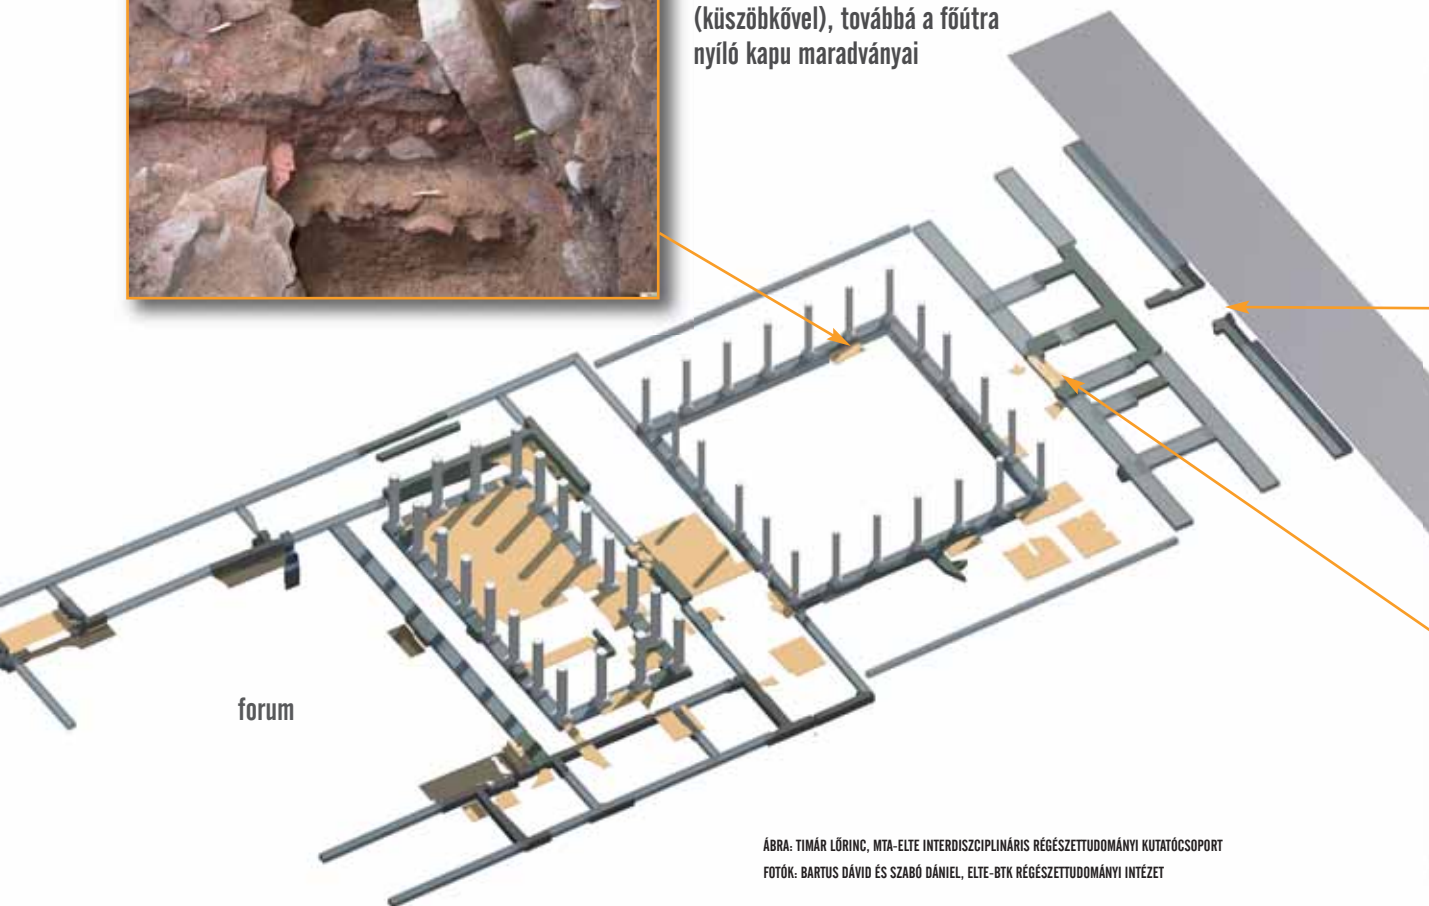 (küszöbkővel), továbbá a főútra
nyíló kapu maradványai
forum
ÁBRA: TIMÁR LŐRINC, MTA-ELTE INTERDISZCIPLINÁRIS RÉGÉSZETTUDOMÁNYI KUTATÓCSOPORT
FOTÓK: BARTUS DÁVID ÉS SZABÓ DÁNIEL, ELTE-BTK RÉGÉSZETTUDOMÁNYI INTÉZET